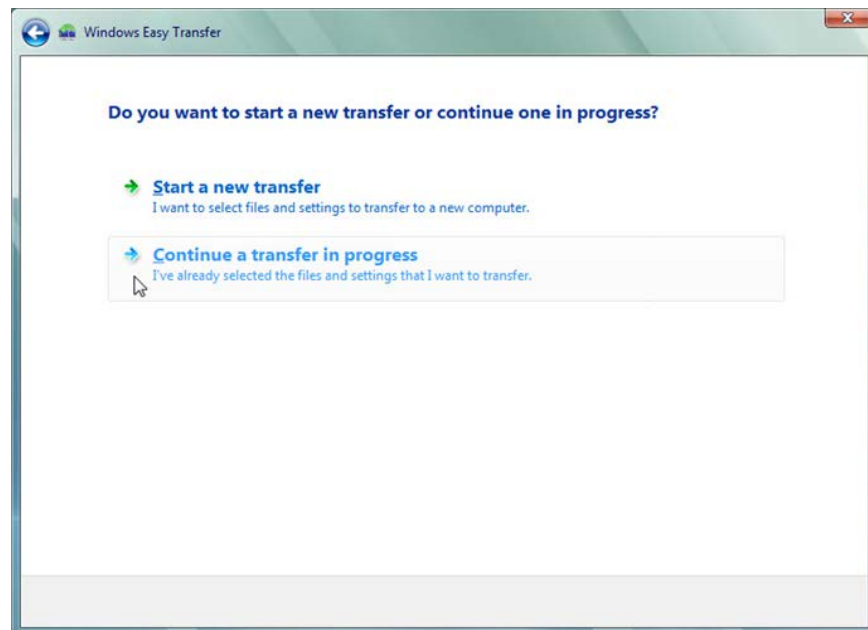 Windows Easy Transfer
Do you want to start a new transfer or continue one in progress?
Start a new transfer
I want to select files and settings to transfer to a new computer.
Continue a transfer in progress
I've already selected the files and settings that I want to transfer.